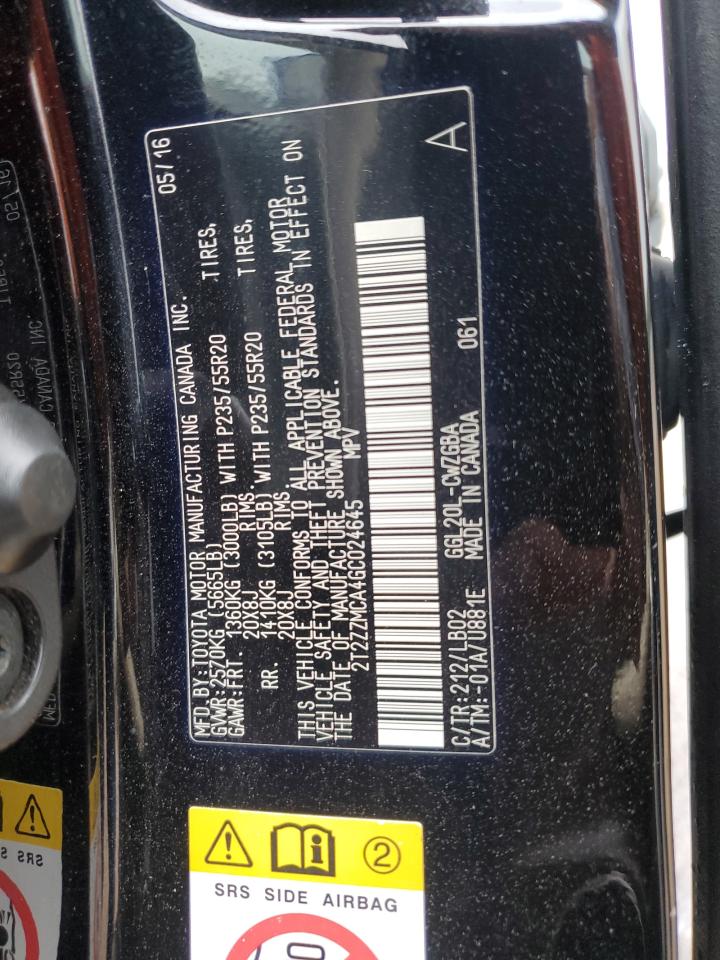 MFD. BY: TOYOTA MOTOR MANUFACTURING CANADA INC. 05/16
GVWR: 2570KG (5665LB)
GAWR: FRT. 1360KG (3000LB) WITH P235/55R20 TIRES,
20X8J RIMS
RR. 1410KG (3105LB) WITH P235/55R20 TIRES,
20X8J RIMS
THIS VEHICLE CONFORMS TO ALL APPLICABLE FEDERAL MOTOR
VEHICLE SAFETY AND THEFT PREVENTION STANDARDS IN EFFECT ON
THE DATE OF MANUFACTURE SHOWN ABOVE.
2T2ZZMCA4GC024645 MPV
C/TR: 212/LB02 GGL20L-CWZGBA
A/TM: -01A/U881E MADE IN CANADA 061 A
2
SRS SIDE AIRBAG